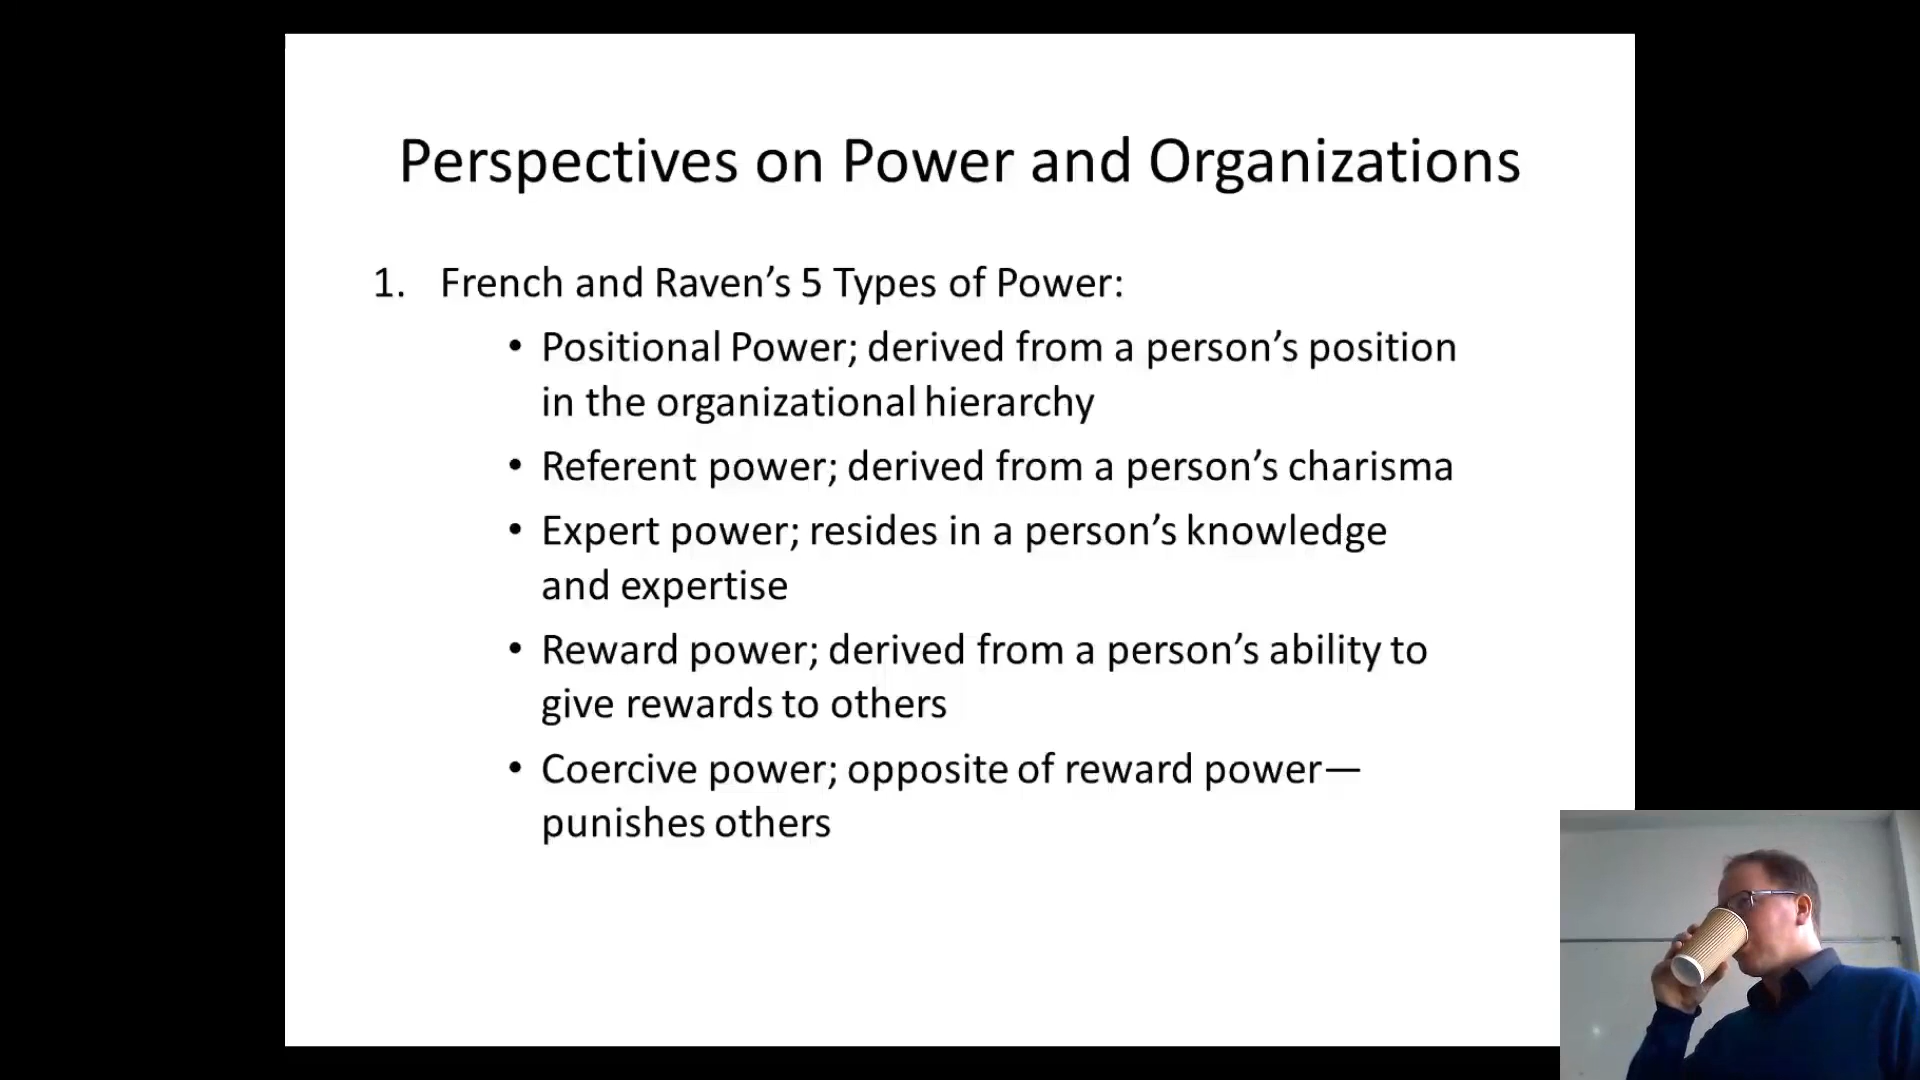 Perspectives on Power and Organizations
1. French and Raven’s 5 Types of Power:
• Positional Power; derived from a person’s position
in the organizational hierarchy
• Referent power; derived from a person’s charisma
• Expert power; resides in a person’s knowledge
and expertise
• Reward power; derived from a person’s ability to
give rewards to others
• Coercive power; opposite of reward power—
punishes others